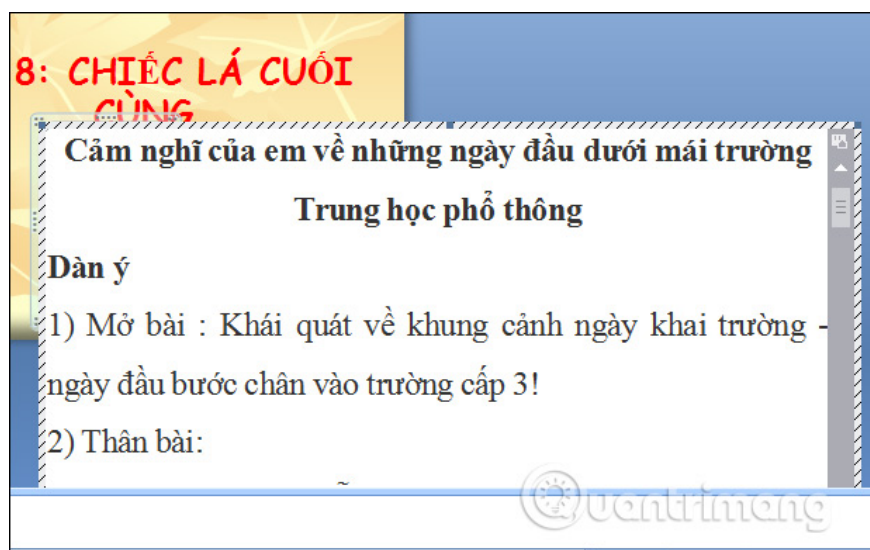 8: CHIẾC LÁ CUỐI
CÙNG
Cảm nghĩ của em về những ngày đầu dưới mái trường
Trung học phổ thông
Dàn ý
1) Mở bài : Khái quát về khung cảnh ngày khai trường -
ngày đầu bước chân vào trường cấp 3!
2) Thân bài:
Quantrimang